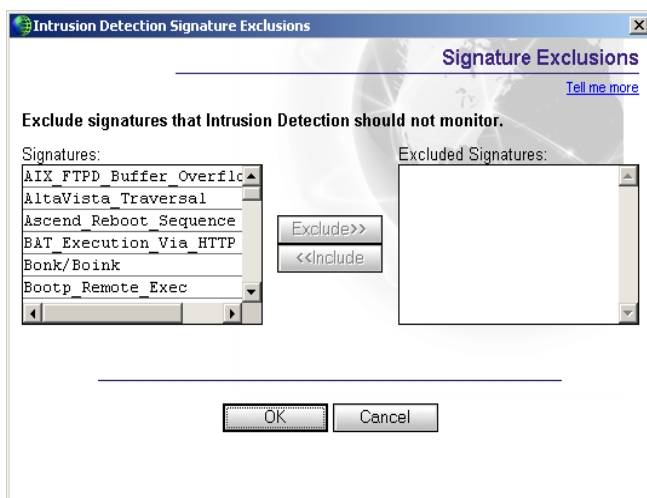 Intrusion Detection Signature Exclusions
Signature Exclusions
Tell me more
Exclude signatures that Intrusion Detection should not monitor.
Signatures:
AIX_FTPD_Buffer_Overflo
AltaVista_Traversal
Ascend_Reboot_Sequence
BAT_Execution_Via_HTTP
Bonk/Boink
Bootp_Remote_Exec
Exclude>>
<<Include
Excluded Signatures:
OK
Cancel